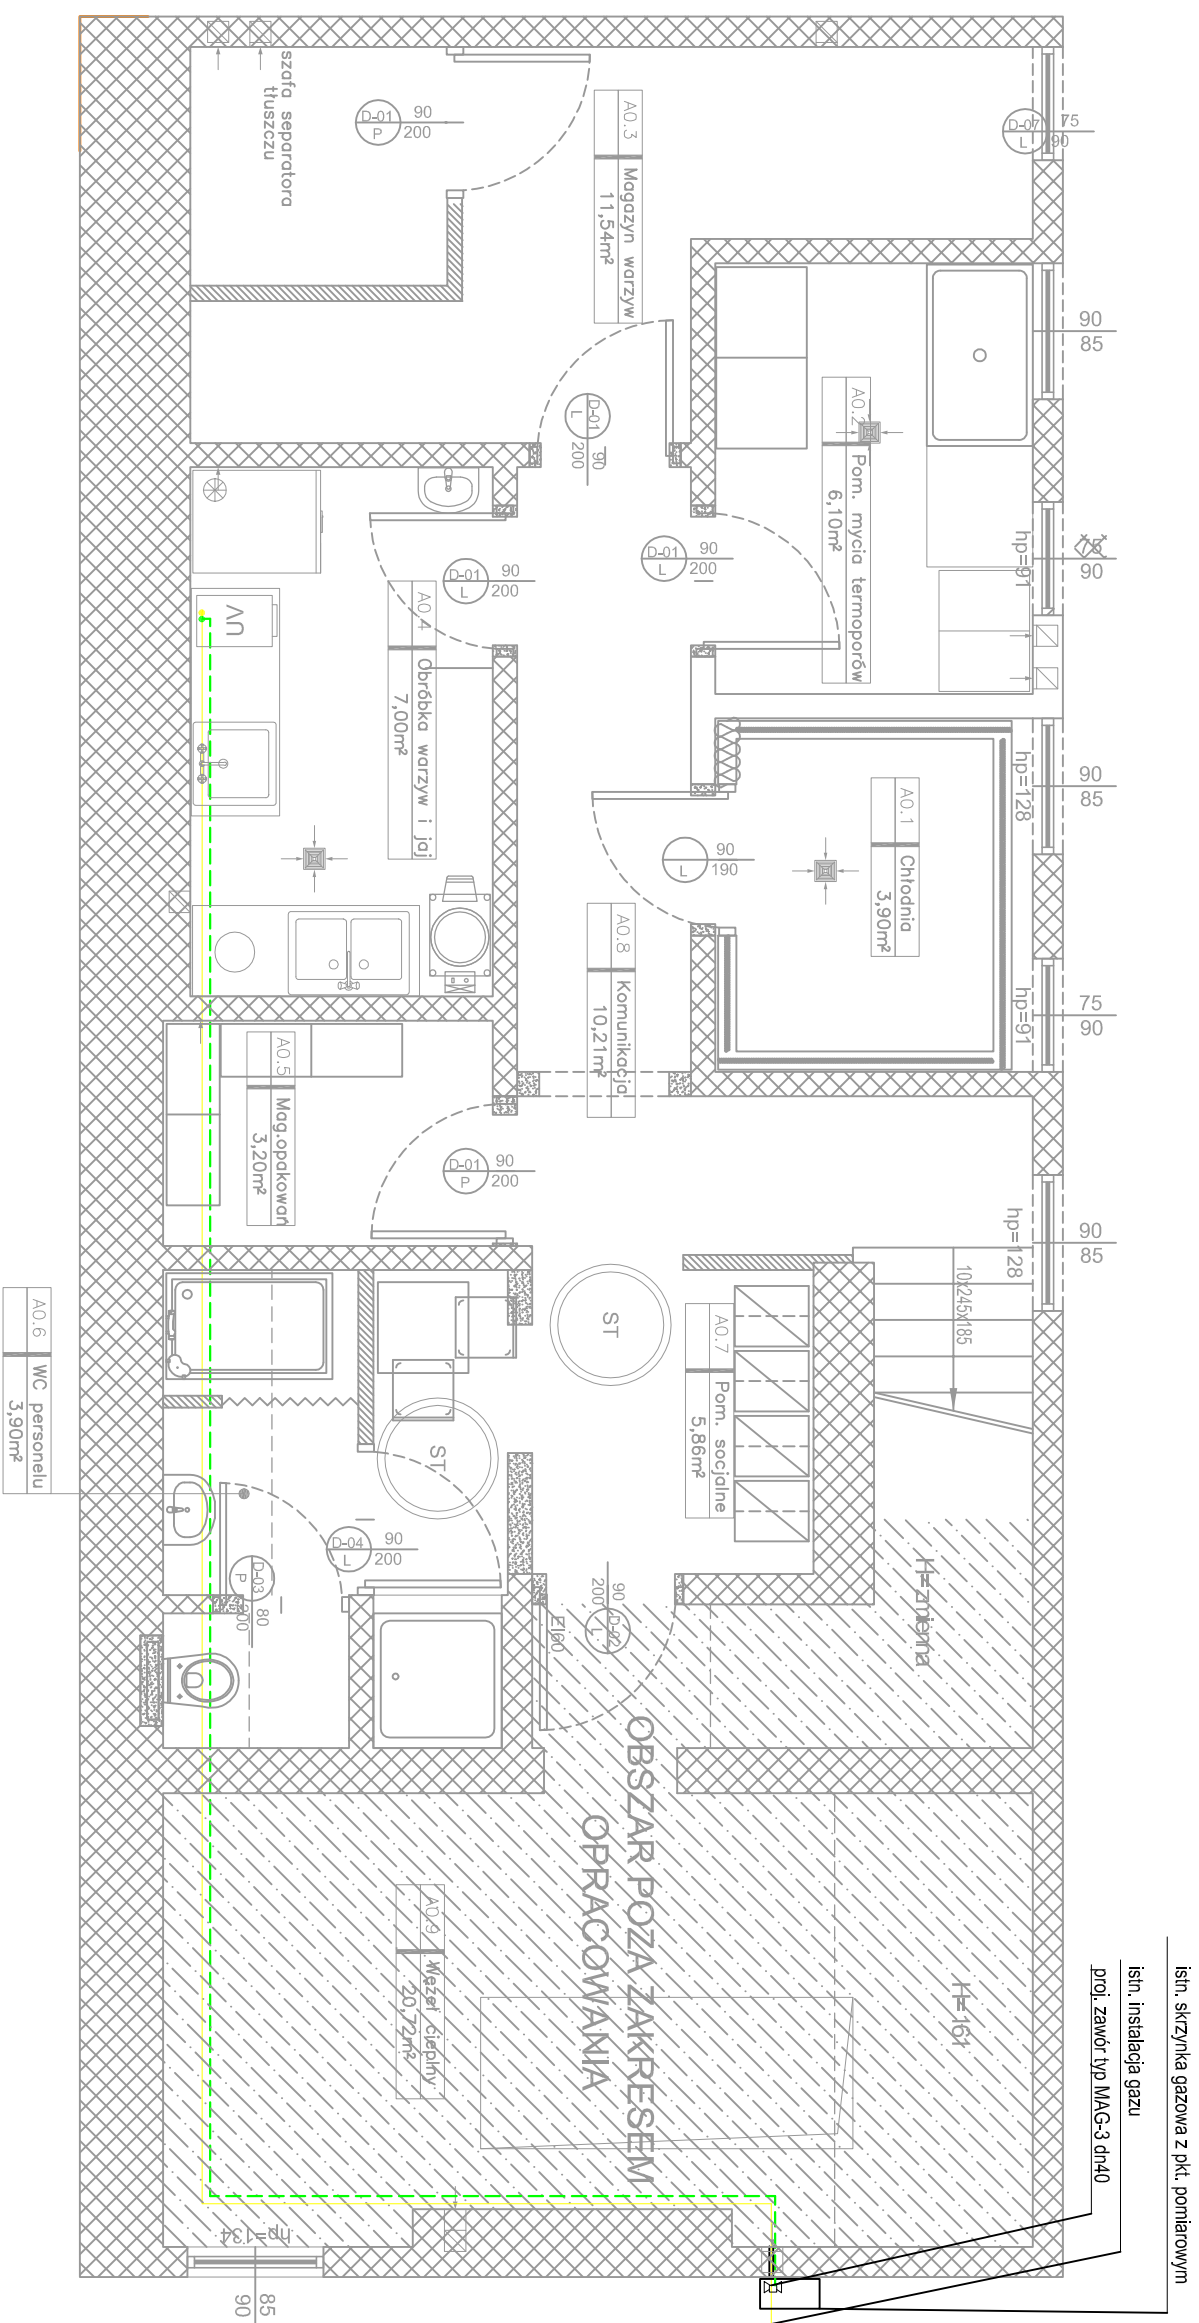 szafa separatora
tłuszczu
D-01
P
90
200
A0.3
Magazyn warzyw
11,54m²
D-07
L
75
90
90
85
D-01
L
90
200
A0.2
Pom. mycia termoporów
6,10m²
75
90
hp=91
D-01
L
90
200
D-01
L
90
200
A0.4
Obróbka warzyw i jaj
7,00m²
UV
90
85
hp=128
A0.1
Chłodnia
3,90m²
L
90
190
A0.8
Komunikacja
10,21m²
75
90
hp=91
A0.5
Mag.opakowań
3,20m²
D-01
P
90
200
90
85
hp=128
10x245x185
A0.6
WC personelu
3,90m²
ST
ST
A0.7
Pom. socjalne
5,86m²
D-04
L
90
200
D-03
P
80
200
D-02
L
90
200
EI60
H=zmienna
OBSZAR POZA ZAKRESEM
OPRACOWANIA
A0.9
Węzeł cieplny
20,72m²
H=161
hp=134
85
90
istn. skrzynka gazowa z pkt. pomiarowym
istn. instalacja gazu
proj. zawór typ MAG-3 dn40